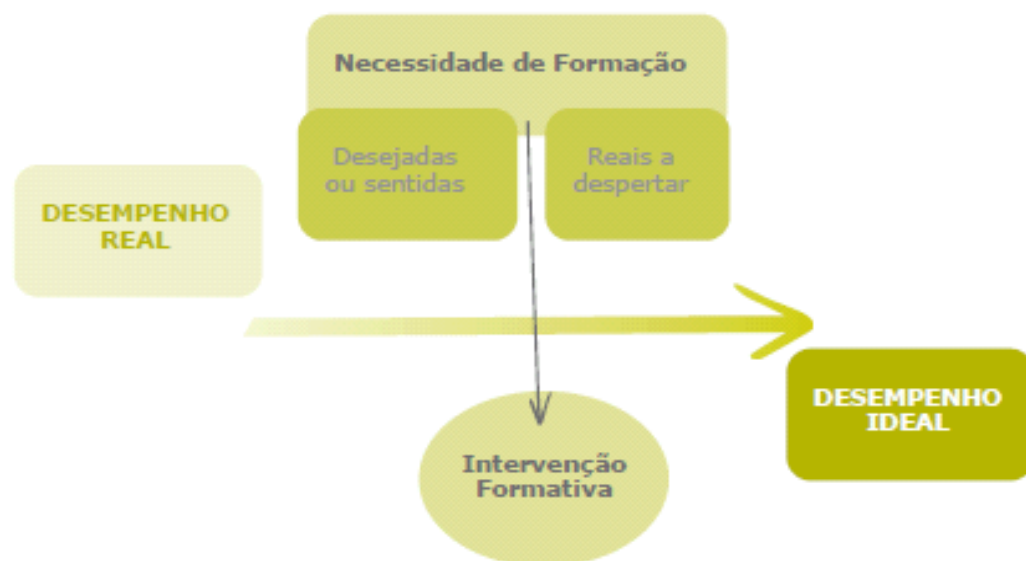 Necessidade de Formação
Desejadas
ou sentidas
Reais a
despertar
DESEMPENHO
REAL
DESEMPENHO
IDEAL
Intervenção
Formativa